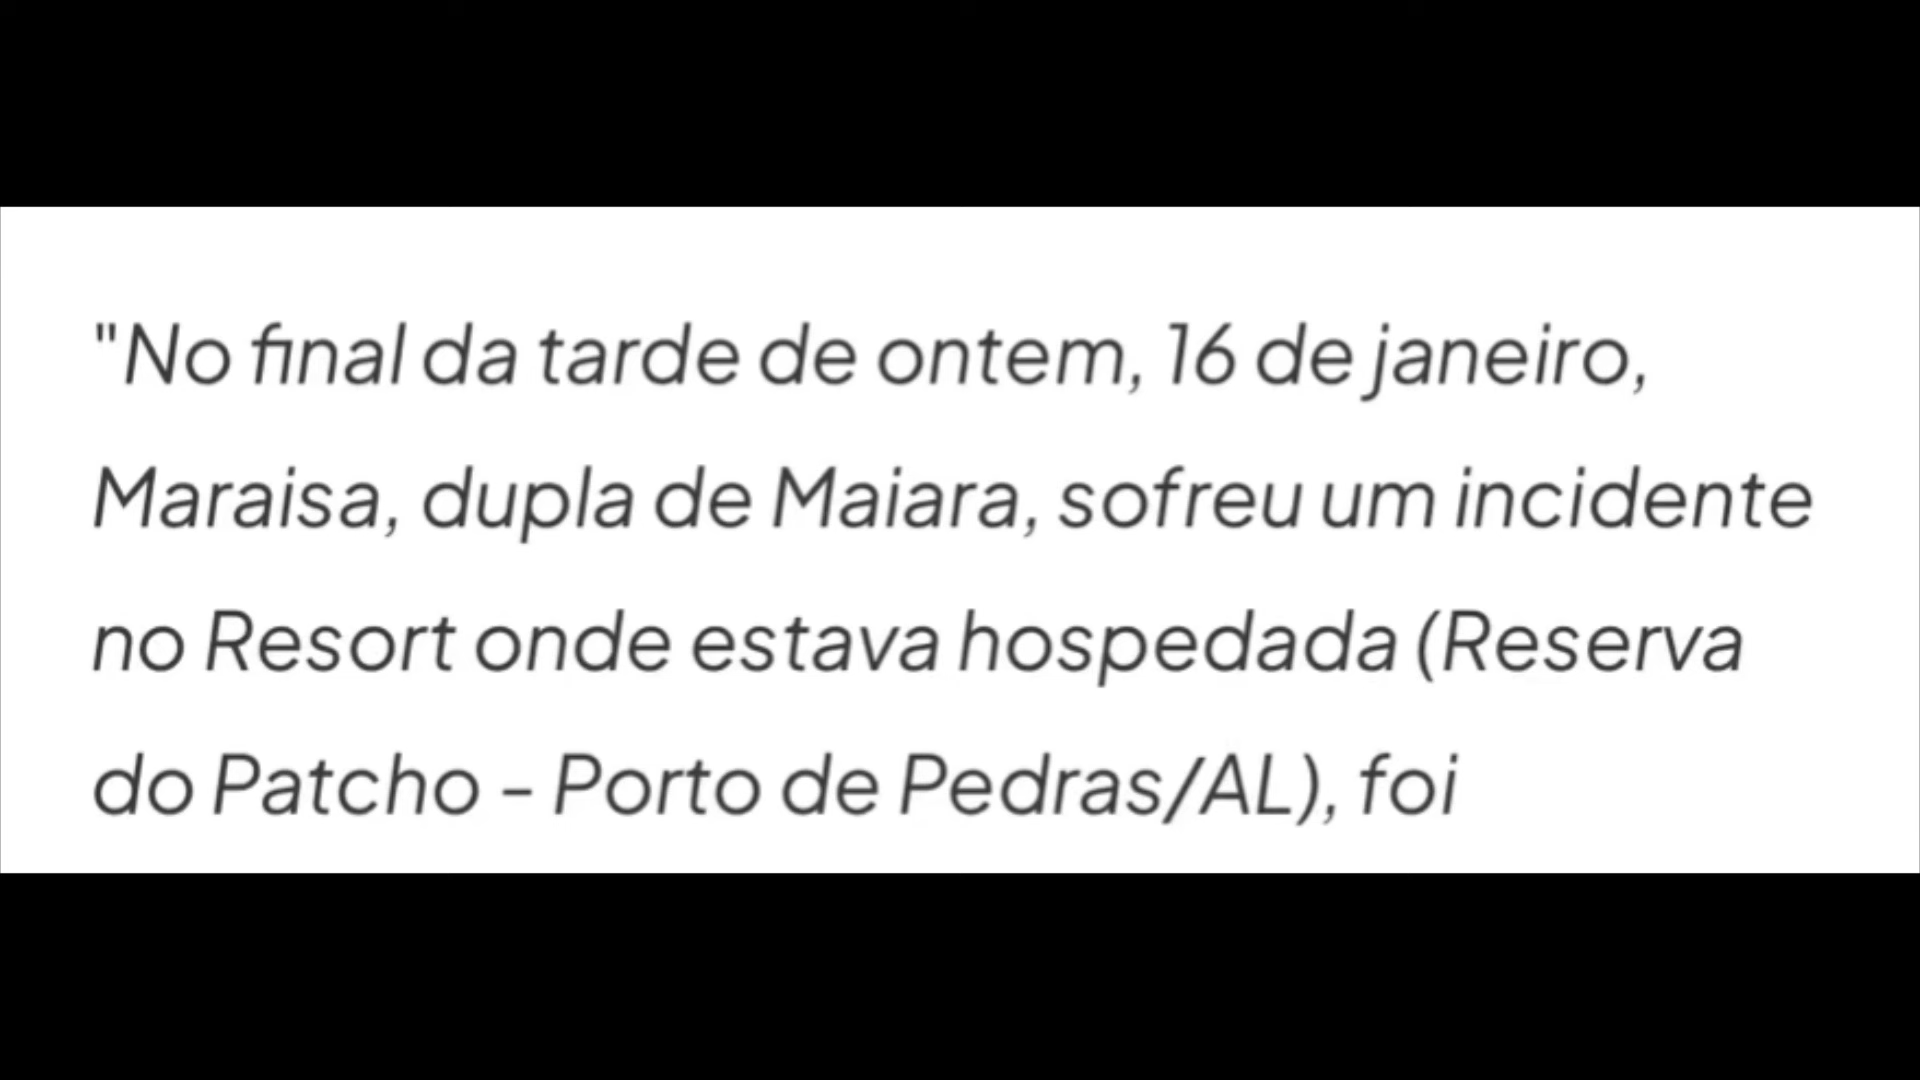 "No final da tarde de ontem, 16 de janeiro,
Maraisa, dupla de Maiara, sofreu um incidente
no Resort onde estava hospedada (Reserva
do Patcho - Porto de Pedras/AL), foi